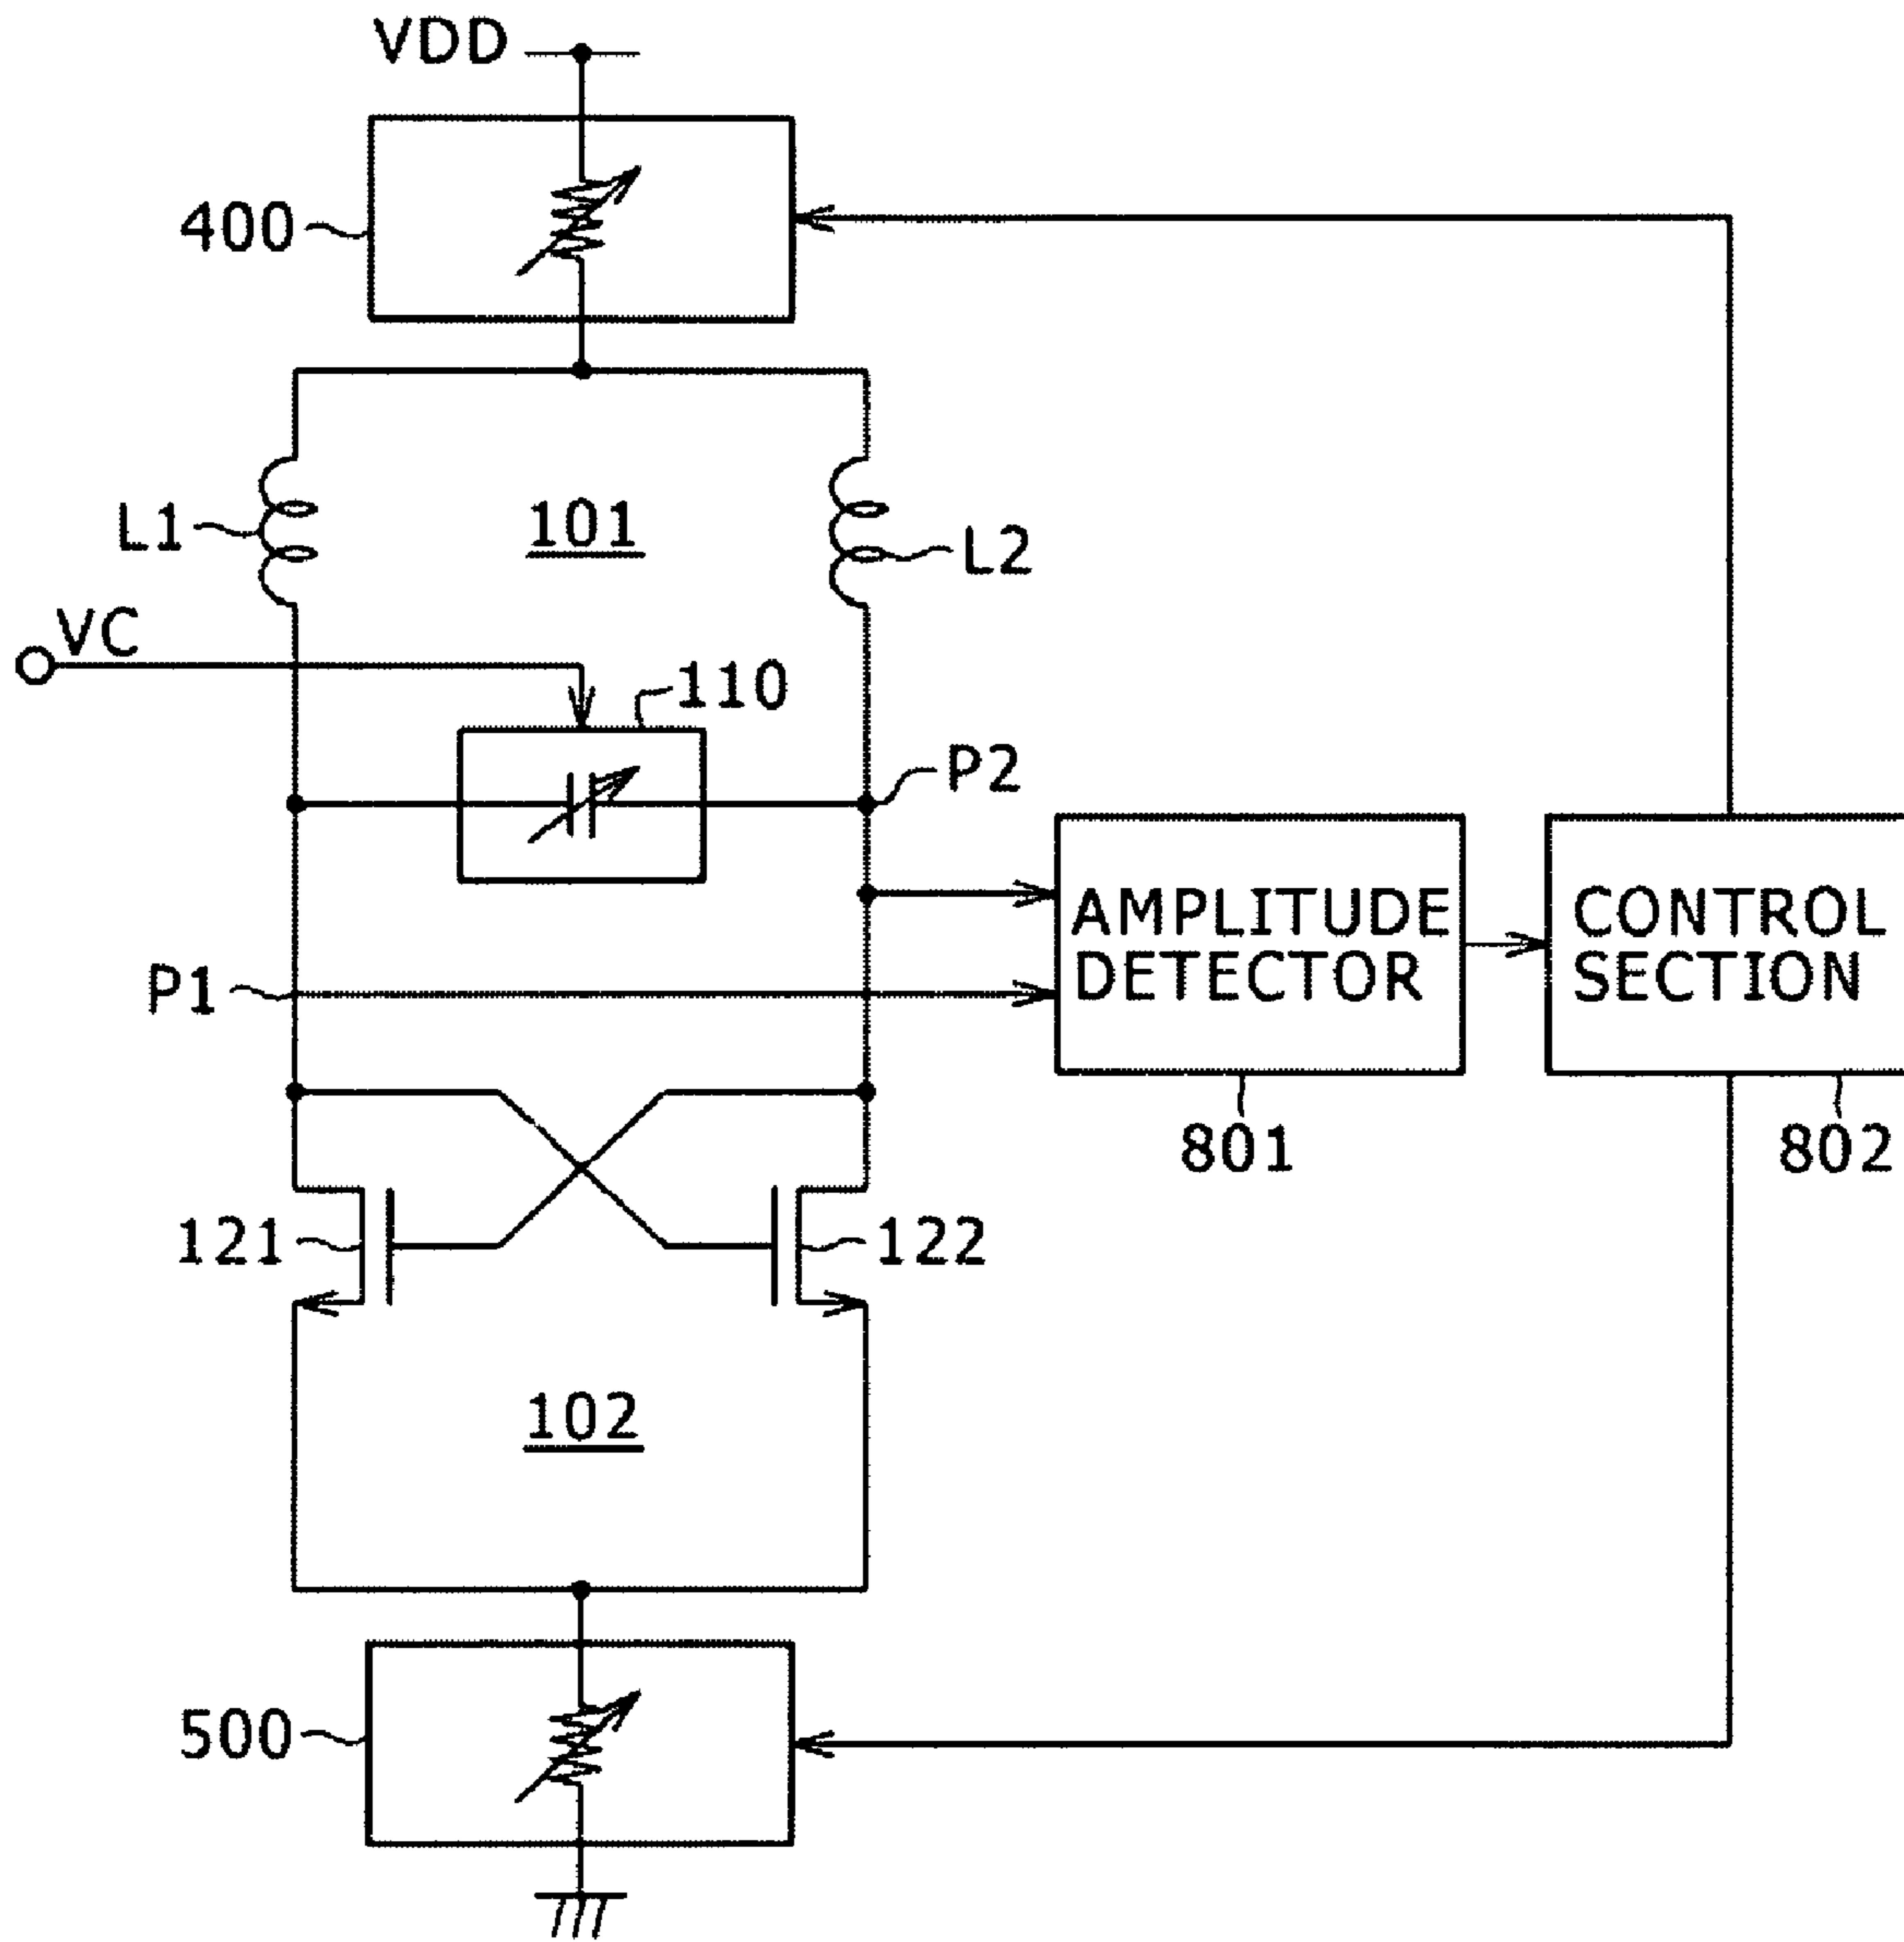 VDD
400
L1
101
L2
VC
110
P2
AMPLITUDE
DETECTOR
CONTROL
SECTION
P1
801
802
121
122
102
500